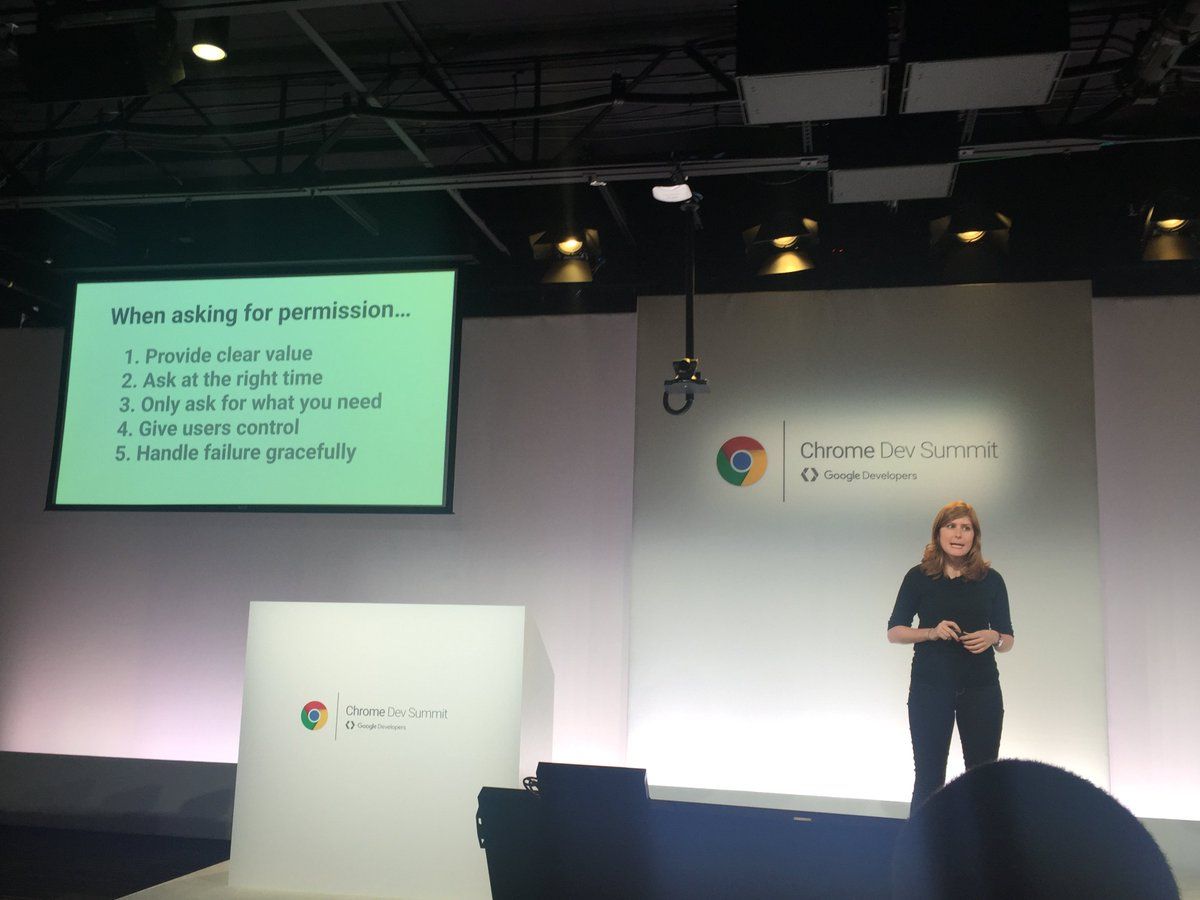 When asking for permission...
1. Provide clear value
2. Ask at the right time
3. Only ask for what you need
4. Give users control
5. Handle failure gracefully
Chrome Dev Summit
Google Developers
Chrome Dev Summit
Google Developers